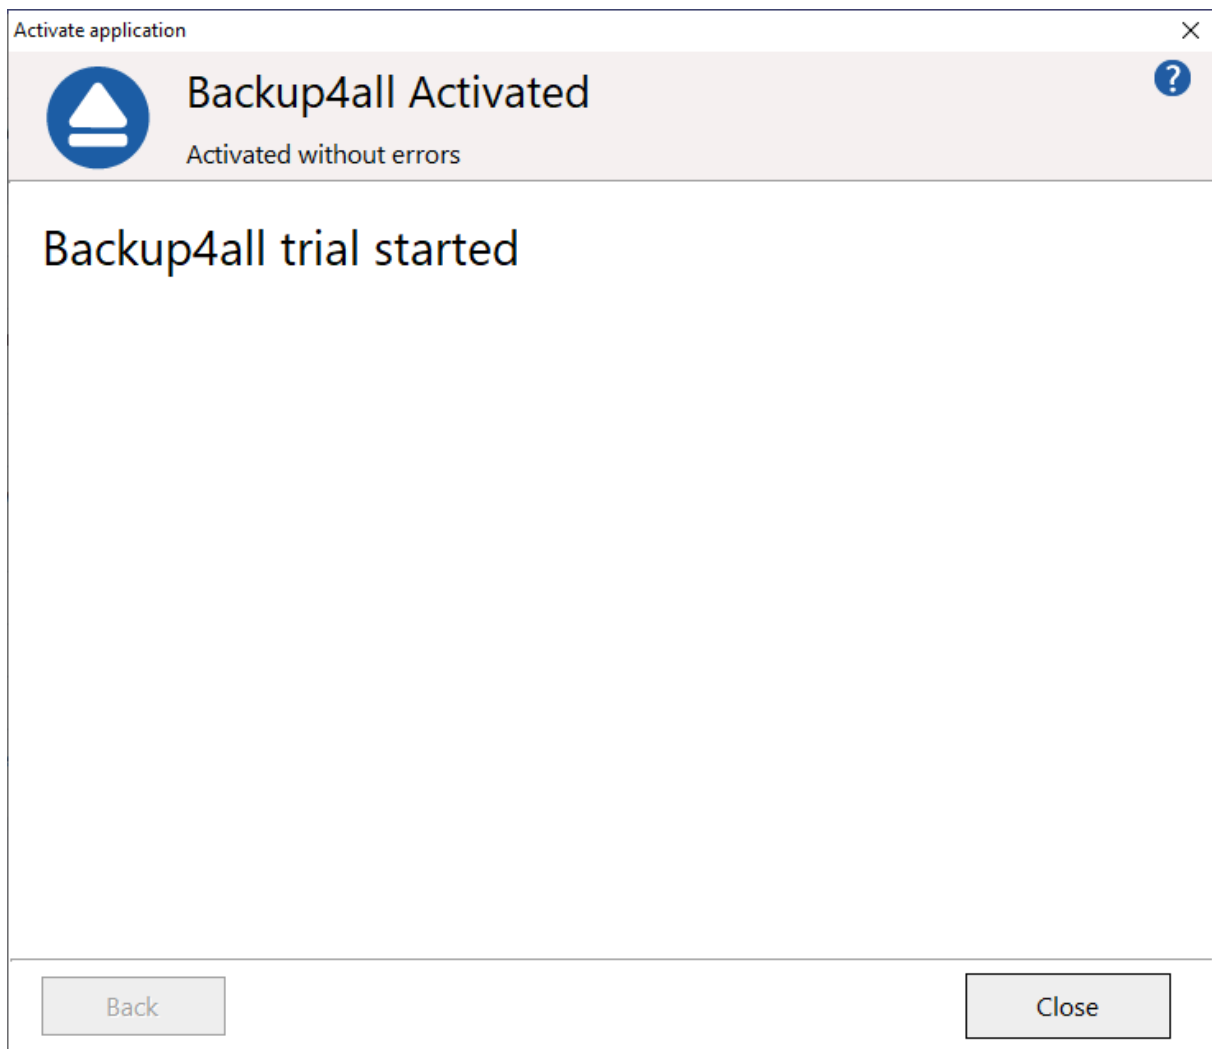 Activate application
Backup4all Activated
?
Activated without errors
Backup4all trial started
Back
Close